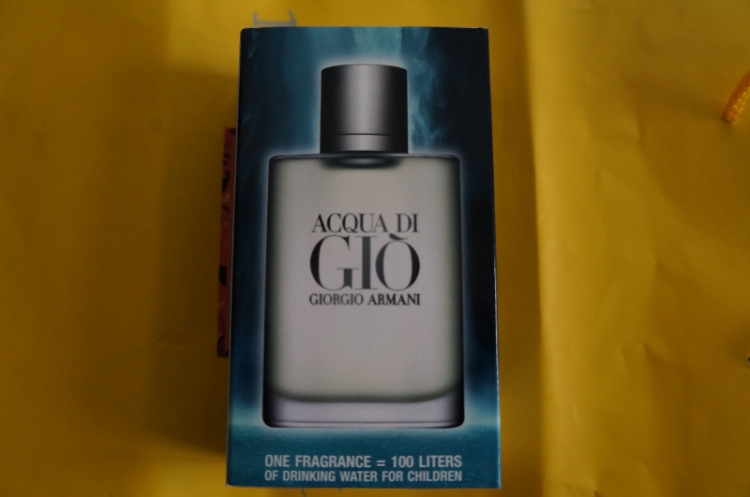 ACQUA DI
GIÒ
GIORGIO ARMANI
ONE FRAGRANCE = 100 LITERS
OF DRINKING WATER FOR CHILDREN